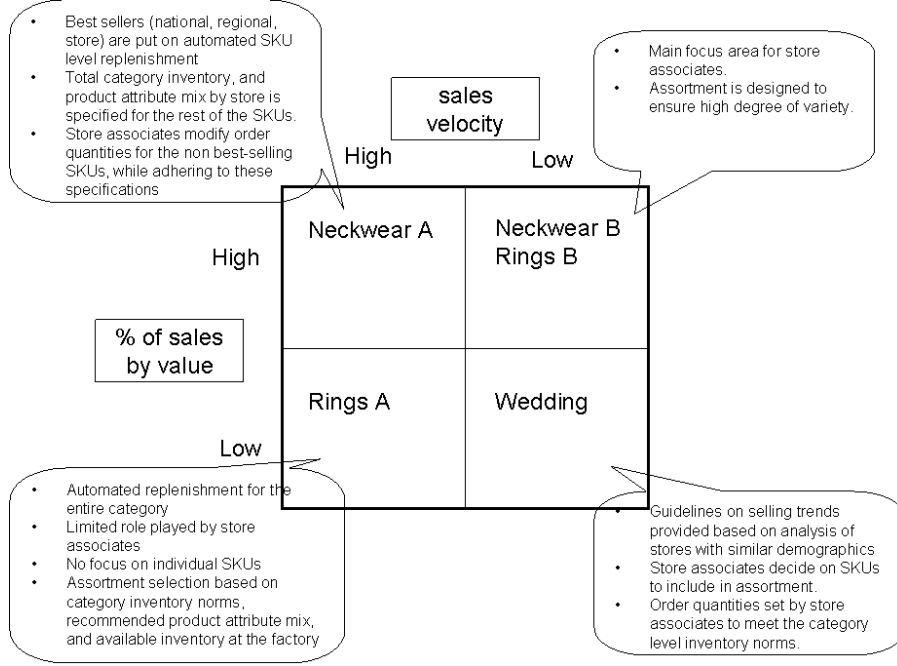 • Best sellers (national, regional,
store) are put on automated SKU
level replenishment
• Total category inventory, and
product attribute mix by store is
specified for the rest of the SKUs.
• Store associates modify order
quantities for the non best-selling
SKUs, while adhering to these
specifications
• Main focus area for store
associates.
• Assortment is designed to
ensure high degree of variety.
sales
velocity
High
Low
High
Neckwear A
Neckwear B
Rings B
% of sales
by value
Rings A
Wedding
Low
• Automated replenishment for the
entire category
• Limited role played by store
associates
• No focus on individual SKUs
• Assortment selection based on
category inventory norms,
recommended product attribute mix,
and available inventory at the factory
• Guidelines on selling trends
provided based on analysis of
stores with similar demographics
• Store associates decide on SKUs
to include in assortment.
• Order quantities set by store
associates to meet the category
level inventory norms.